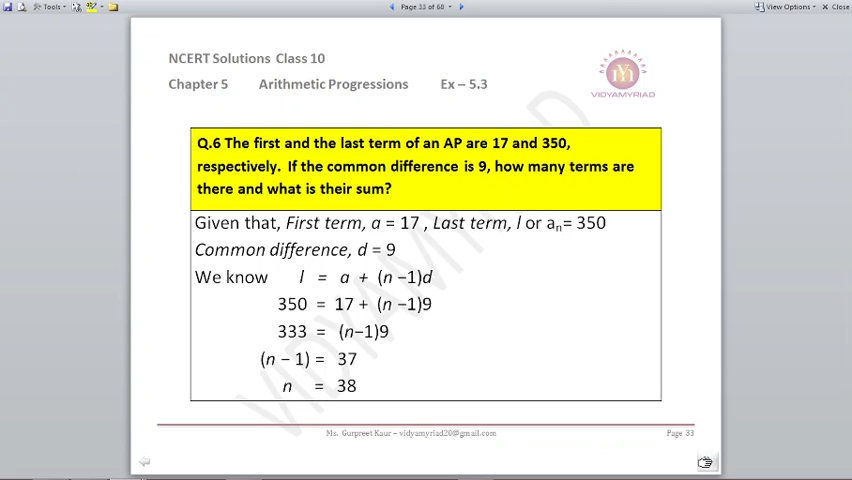 Tools
Page 33 of 60
View Options
Close
NCERT Solutions Class 10
Chapter 5 Arithmetic Progressions Ex – 5.3
VIDYAMYRIAD
Q.6 The first and the last term of an AP are 17 and 350,
respectively. If the common difference is 9, how many terms are
there and what is their sum?
Given that, First term, a = 17 , Last term, l or aₙ= 350
Common difference, d = 9
We know l = a + (n −1)d
350 = 17 + (n −1)9
333 = (n−1)9
(n − 1) = 37
n = 38
VIDYAMYRIAD
Ms. Gurpreet Kaur – vidyamyriad20@gmail.com
Page 33